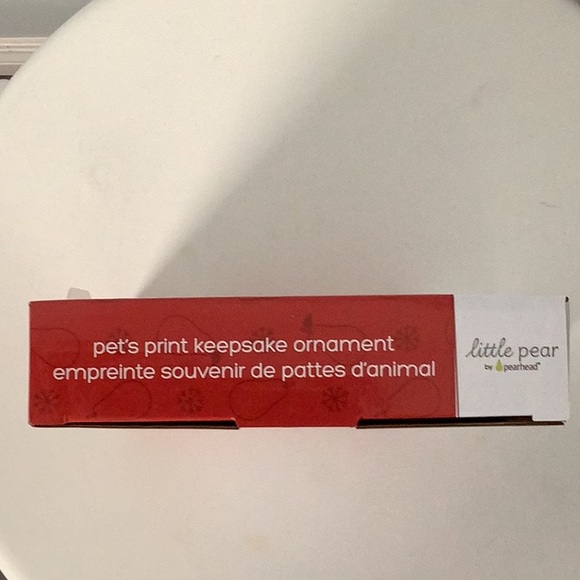 pet's print keepsake ornament
empreinte souvenir de pattes d'animal
little pear
by pearhead